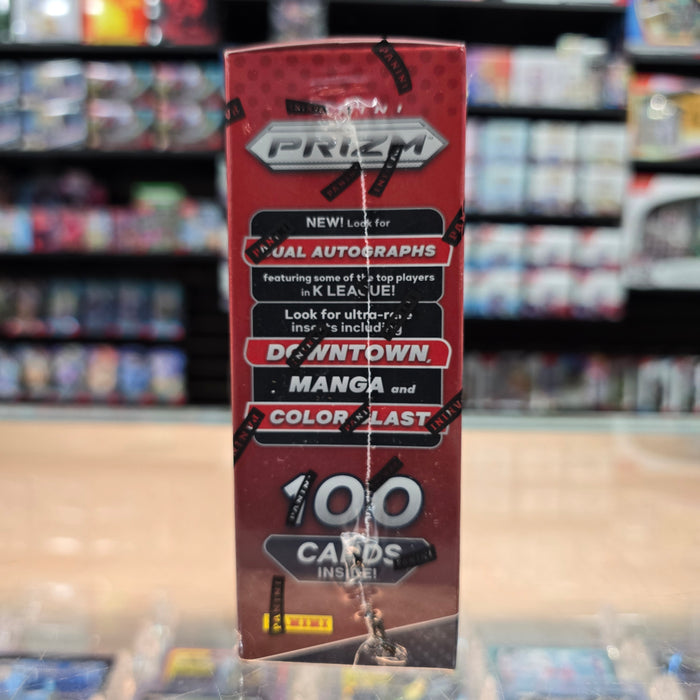 PRIZM
NEW! Look for
DUAL AUTOGRAPHS
featuring some of the top players
in K LEAGUE!
Look for ultra-rare
inserts including
DOWNTOWN,
MANGA and
COLOR BLAST
100
CARDS
INSIDE!
PANINI